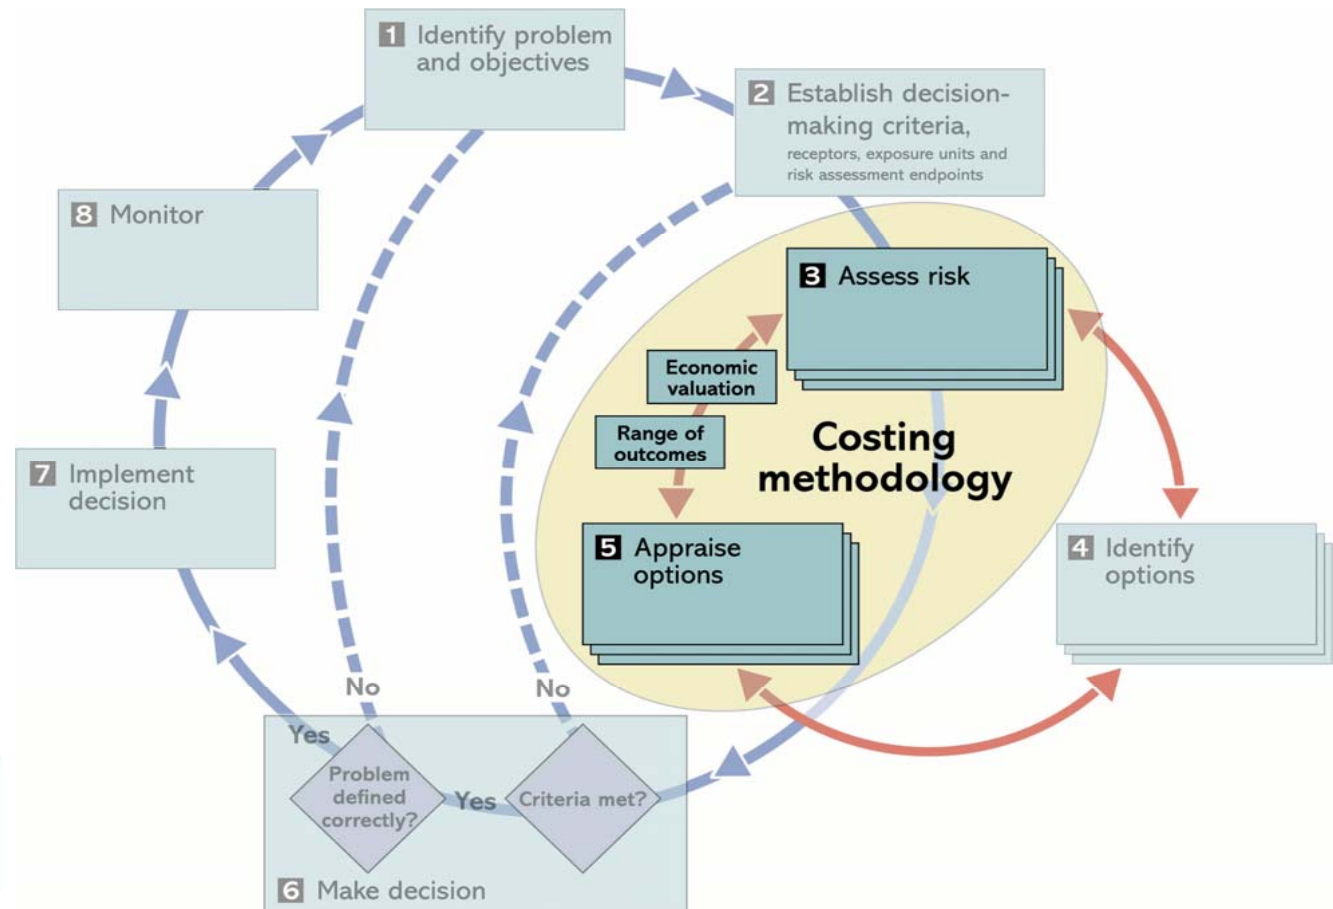 1 Identify problem
and objectives
2 Establish decision-
making criteria,
receptors, exposure units and
risk assessment endpoints
8 Monitor
3 Assess risk
Economic
valuation
Range of
outcomes
Costing
methodology
7 Implement
decision
5 Appraise
options
4 Identify
options
No
No
Yes
Problem
defined
correctly?
Yes
Criteria met?
6 Make decision